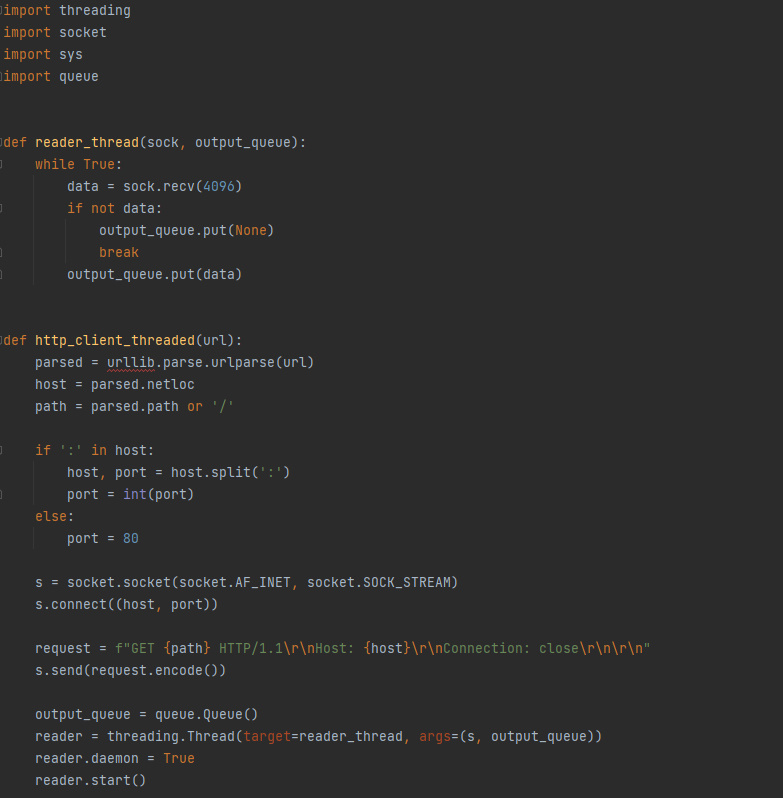 import threading
import socket
import sys
import queue
def reader_thread(sock, output_queue):
    while True:
        data = sock.recv(4096)
        if not data:
            output_queue.put(None)
            break
        output_queue.put(data)
def http_client_threaded(url):
    parsed = urllib.parse.urlparse(url)
    host = parsed.netloc
    path = parsed.path or '/'
    if ':' in host:
        host, port = host.split(':')
        port = int(port)
    else:
        port = 80
    s = socket.socket(socket.AF_INET, socket.SOCK_STREAM)
    s.connect((host, port))
    request = f"GET {path} HTTP/1.1\r\nHost: {host}\r\nConnection: close\r\n\r\n"
    s.send(request.encode())
    output_queue = queue.Queue()
    reader = threading.Thread(target=reader_thread, args=(s, output_queue))
    reader.daemon = True
    reader.start()